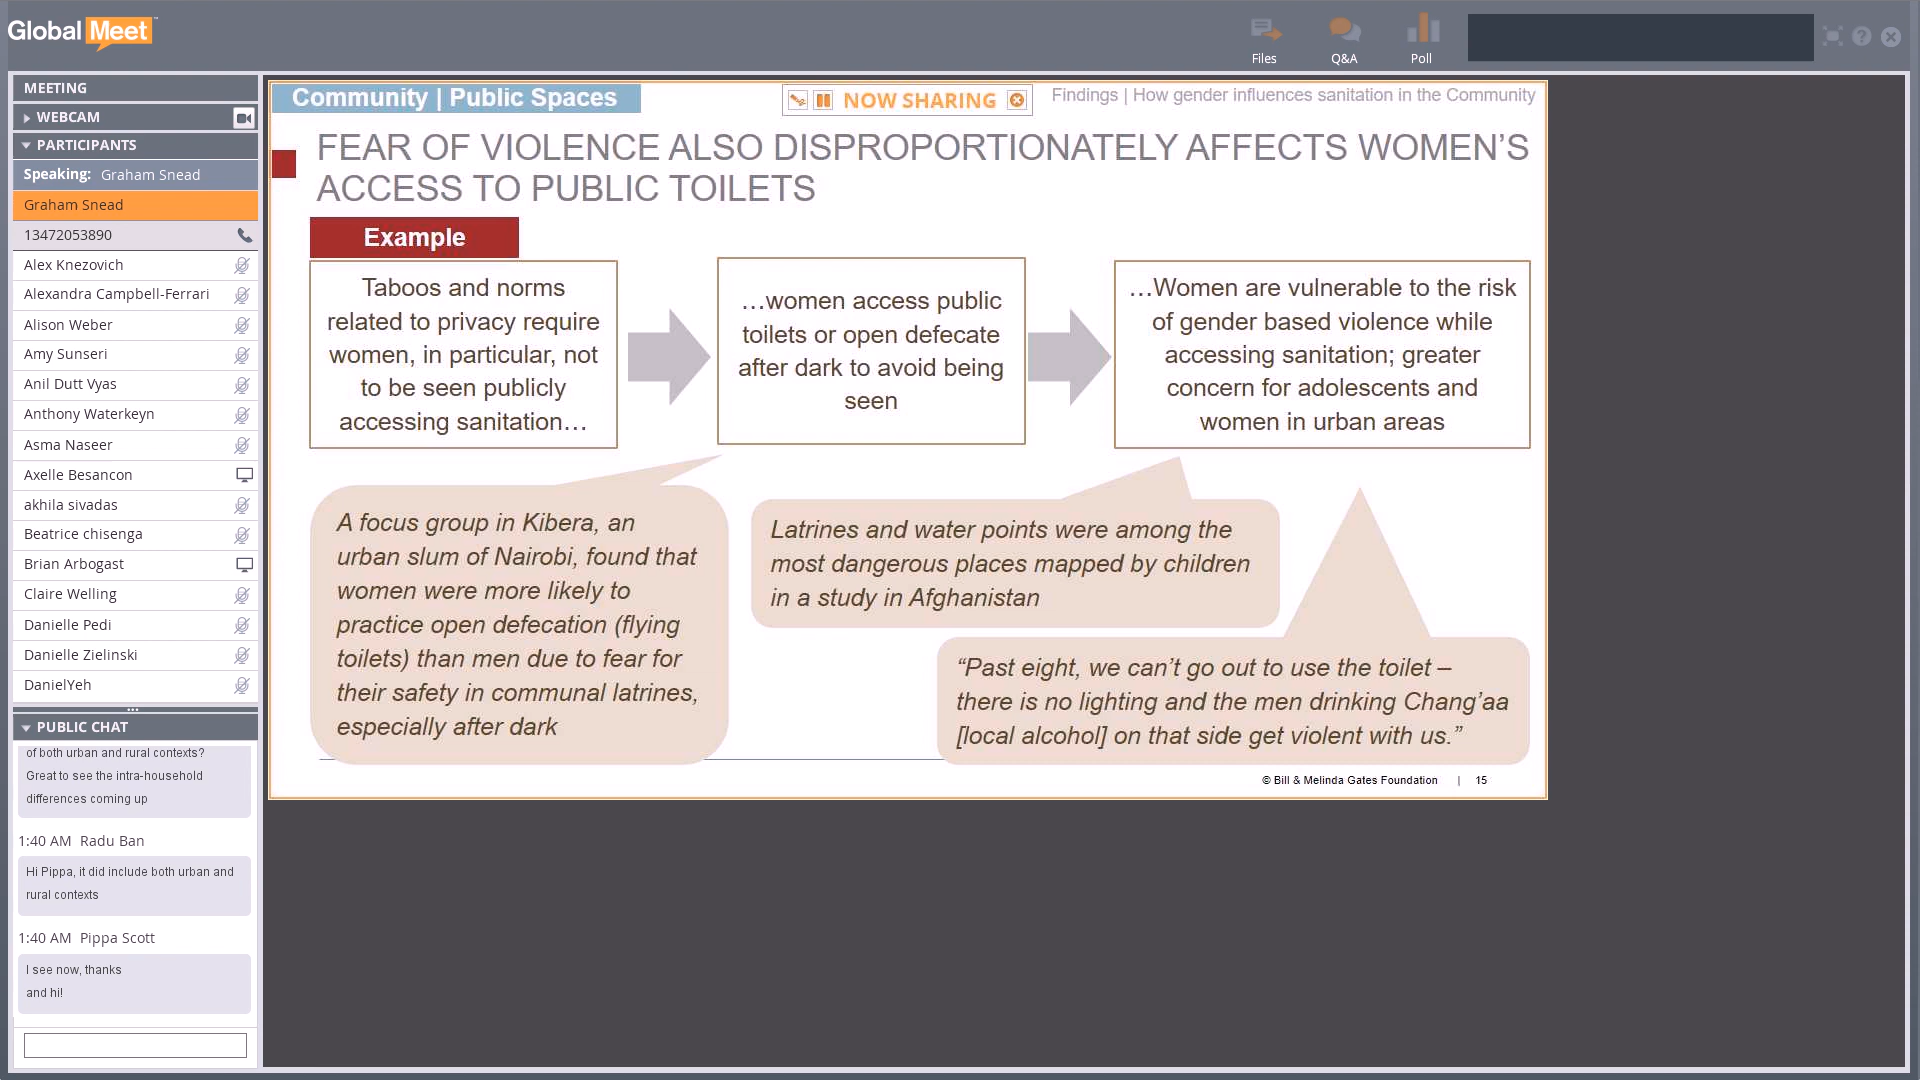 Global Meet
Files
Q&A
Poll
MEETING
WEBCAM
PARTICIPANTS
Speaking: Graham Snead
Graham Snead
13472053890
Alex Knezovich
Alexandra Campbell-Ferrari
Alison Weber
Amy Sunseri
Anil Dutt Vyas
Anthony Waterkeyn
Asma Naseer
Axelle Besancon
akhila sivadas
Beatrice chisenga
Brian Arbogast
Claire Welling
Danielle Pedi
Danielle Zielinski
DanielYeh
PUBLIC CHAT
of both urban and rural contexts?
Great to see the intra-household
differences coming up
1:40 AM Radu Ban
Hi Pippa, it did include both urban and
rural contexts
1:40 AM Pippa Scott
I see now, thanks
and hi!
Community | Public Spaces
NOW SHARING
Findings | How gender influences sanitation in the Community
FEAR OF VIOLENCE ALSO DISPROPORTIONATELY AFFECTS WOMEN’S
ACCESS TO PUBLIC TOILETS
Example
Taboos and norms
related to privacy require
women, in particular, not
to be seen publicly
accessing sanitation…
…women access public
toilets or open defecate
after dark to avoid being
seen
…Women are vulnerable to the risk
of gender based violence while
accessing sanitation; greater
concern for adolescents and
women in urban areas
A focus group in Kibera, an
urban slum of Nairobi, found that
women were more likely to
practice open defecation (flying
toilets) than men due to fear for
their safety in communal latrines,
especially after dark
Latrines and water points were among the
most dangerous places mapped by children
in a study in Afghanistan
“Past eight, we can’t go out to use the toilet –
there is no lighting and the men drinking Chang’aa
[local alcohol] on that side get violent with us.”
© Bill & Melinda Gates Foundation | 15